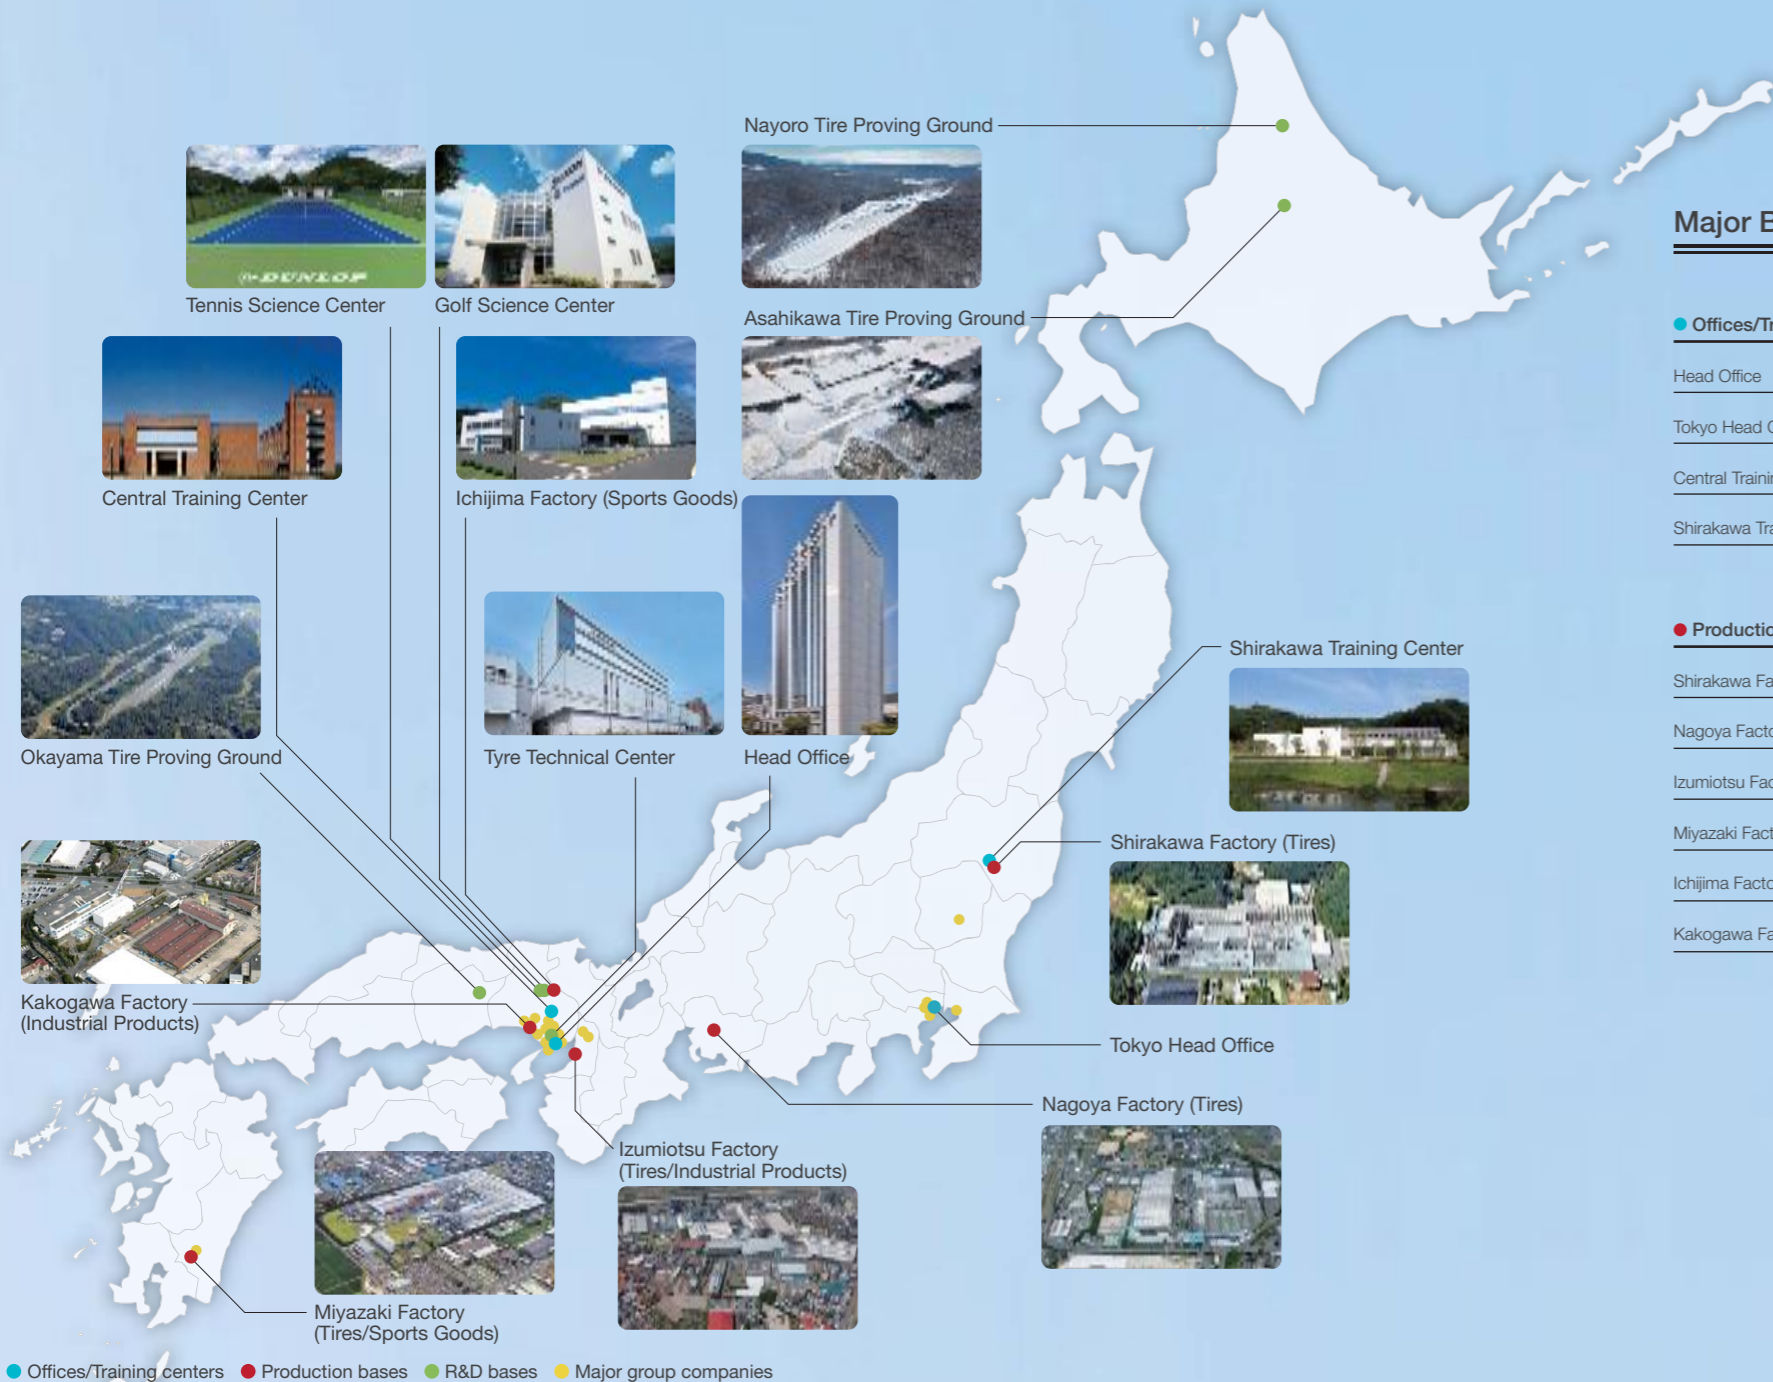 Nayoro Tire Proving Ground
DUNLOP
Tennis Science Center
Golf Science Center
Asahikawa Tire Proving Ground
Central Training Center
Ichijima Factory (Sports Goods)
Okayama Tire Proving Ground
Tyre Technical Center
Head Office
Shirakawa Training Center
Shirakawa Factory (Tires)
Kakogawa Factory
(Industrial Products)
Tokyo Head Office
Nagoya Factory (Tires)
Izumiotsu Factory
(Tires/Industrial Products)
Miyazaki Factory
(Tires/Sports Goods)
Offices/Training centers
Production bases
R&D bases
Major group companies
Major B
Offices/Tr
Head Office
Tokyo Head
Central Trainin
Shirakawa Tra
Productio
Shirakawa Fa
Nagoya Facto
Izumiotsu Fac
Miyazaki Fact
Ichijima Facto
Kakogawa Fa